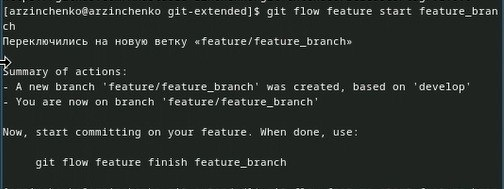 [arzinchenko@arzinchenko git-extended]$ git flow feature start feature_bran
ch
Переключились на новую ветку «feature/feature_branch»
Summary of actions:
- A new branch 'feature/feature_branch' was created, based on 'develop'
- You are now on branch 'feature/feature_branch'
Now, start committing on your feature. When done, use:
git flow feature finish feature_branch